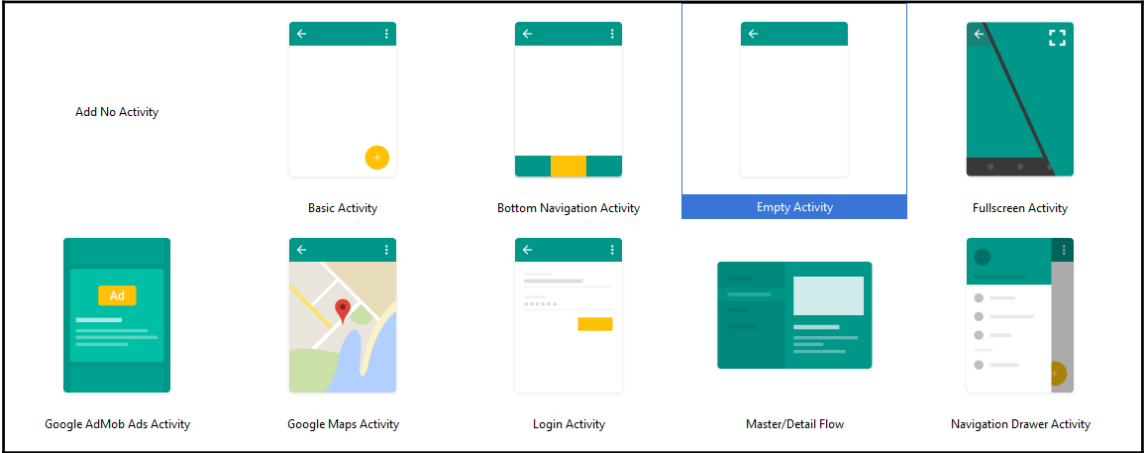 Add No Activity
Basic Activity
Bottom Navigation Activity
Empty Activity
Fullscreen Activity
Ad
Google AdMob Ads Activity
Google Maps Activity
Login Activity
Master/Detail Flow
Navigation Drawer Activity